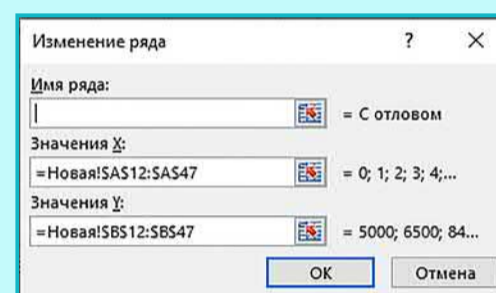 Изменение ряда ? ×
Имя ряда:
= С отловом
Значения X:
=Новая!$A$12:$A$47 = 0; 1; 2; 3; 4;...
Значения Y:
=Новая!$B$12:$B$47 = 5000; 6500; 84...
ОК Отмена